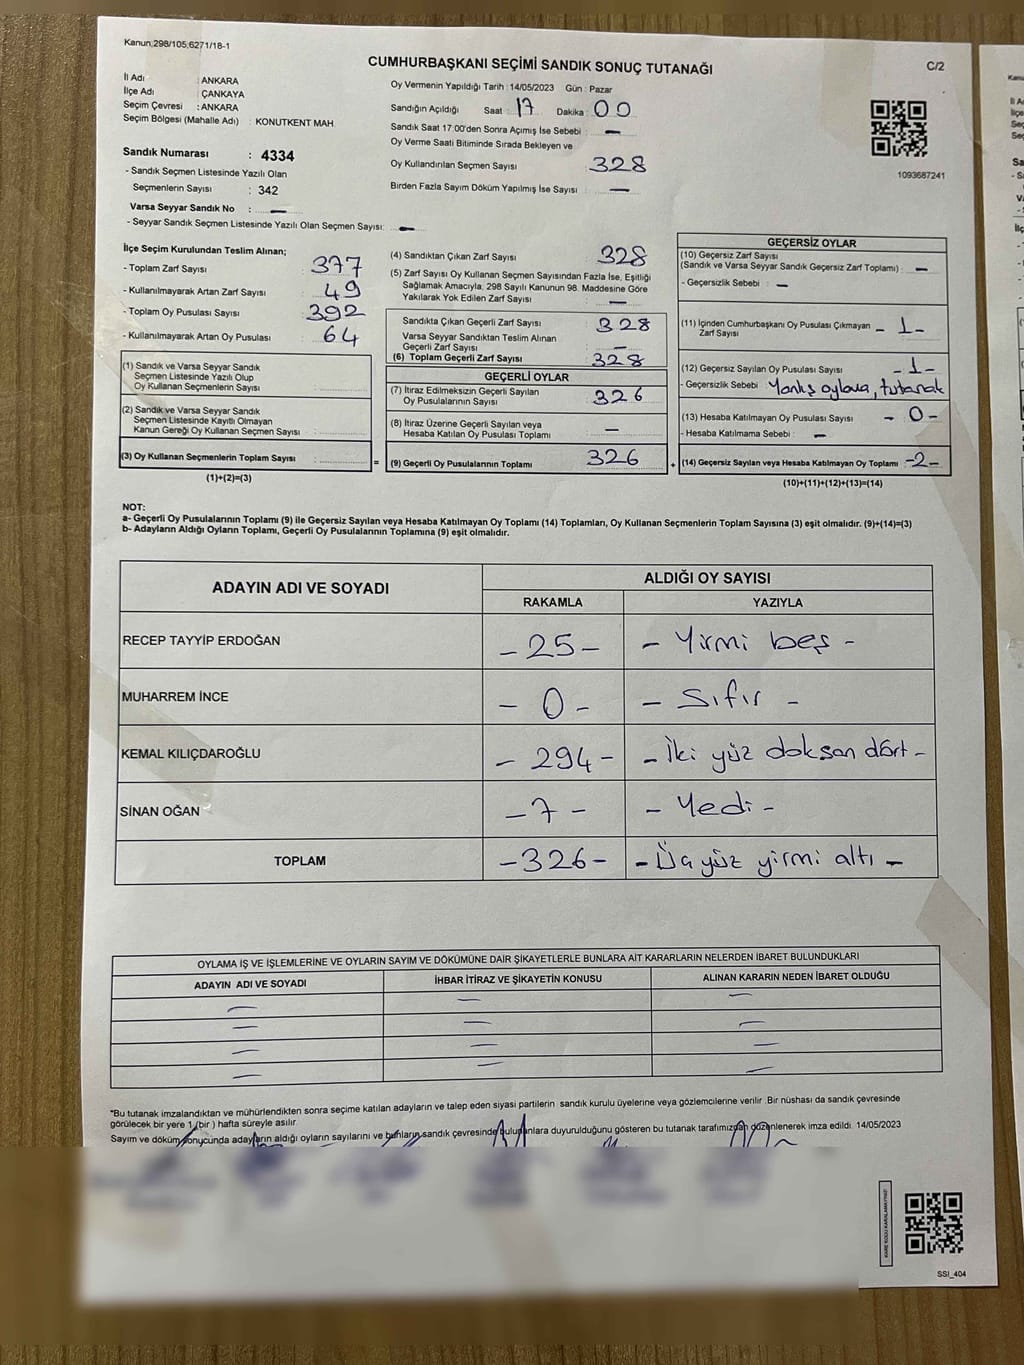 Kanun.298/105,6271/18-1
CUMHURBAŞKANI SEÇİMİ SANDIK SONUÇ TUTANAĞI
C/2
İl Adı : ANKARA
İlçe Adı : ÇANKAYA
Seçim Çevresi : ANKARA
Seçim Bölgesi (Mahalle Adı) : KONUTKENT MAH.
Sandık Numarası : 4334
- Sandık Seçmen Listesinde Yazılı Olan
Seçmenlerin Sayısı : 342
Varsa Seyyar Sandık No : —
- Seyyar Sandık Seçmen Listesinde Yazılı Olan Seçmen Sayısı: —
Oy Vermenin Yapıldığı Tarih : 14/05/2023 Gün : Pazar
Sandığın Açıldığı Saat : 17 Dakika : 00
Sandık Saat 17:00'den Sonra Açımış İse Sebebi : —
Oy Verme Saati Bitiminde Sırada Bekleyen ve
Oy Kullandırılan Seçmen Sayısı : 328
Birden Fazla Sayım Döküm Yapılmış İse Sayısı : —
1093687241
İlçe Seçim Kurulundan Teslim Alınan;
- Toplam Zarf Sayısı : 377
- Kullanılmayarak Artan Zarf Sayısı : 49
- Toplam Oy Pusulası Sayısı : 392
- Kullanılmayarak Artan Oy Pusulası : 64
(1) Sandık ve Varsa Seyyar Sandık
Seçmen Listesinde Yazılı Olup
Oy Kullanan Seçmenlerin Sayısı :
(2) Sandık ve Varsa Seyyar Sandık
Seçmen Listesinde Kayıtlı Olmayan
Kanun Gereği Oy Kullanan Seçmen Sayısı :
(3) Oy Kullanan Seçmenlerin Toplam Sayısı : =
(1)+(2)=(3)
(4) Sandıktan Çıkan Zarf Sayısı : 328
(5) Zarf Sayısı Oy Kullanan Seçmen Sayısından Fazla İse, Eşitliği
Sağlamak Amacıyla, 298 Sayılı Kanunun 98. Maddesine Göre
Yakılarak Yok Edilen Zarf Sayısı : —
Sandıkta Çıkan Geçerli Zarf Sayısı : 328
Varsa Seyyar Sandıktan Teslim Alınan
Geçerli Zarf Sayısı : —
(6) Toplam Geçerli Zarf Sayısı : 328
GEÇERLİ OYLAR
(7) İtiraz Edilmeksizin Geçerli Sayılan
Oy Pusulalarının Sayısı : 326
(8) İtiraz Üzerine Geçerli Sayılan veya
Hesaba Katılan Oy Pusulası Toplamı : —
(9) Geçerli Oy Pusulalarının Toplamı : 326 +
GEÇERSİZ OYLAR
(10) Geçersiz Zarf Sayısı
(Sandık ve Varsa Seyyar Sandık Geçersiz Zarf Toplamı) : —
- Geçersizlik Sebebi : —
(11) İçinden Cumhurbaşkanı Oy Pusulası Çıkmayan
Zarf Sayısı : - 1 -
(12) Geçersiz Sayılan Oy Pusulası Sayısı : - 1 -
Geçersizlik Sebebi : Yanlış oylama, tutanak
(13) Hesaba Katılmayan Oy Pusulası Sayısı : - 0 -
- Hesaba Katılmama Sebebi : —
(14) Geçersiz Sayılan veya Hesaba Katılmayan Oy Toplamı : -2-
(10)+(11)+(12)+(13)=(14)
NOT:
a- Geçerli Oy Pusulalarının Toplamı (9) ile Geçersiz Sayılan veya Hesaba Katılmayan Oy Toplamı (14) Toplamları, Oy Kullanan Seçmenlerin Toplam Sayısına (3) eşit olmalıdır. (9)+(14)=(3)
b- Adayların Aldığı Oyların Toplamı, Geçerli Oy Pusulalarının Toplamına (9) eşit olmalıdır.
ADAYIN ADI VE SOYADI
ALDIĞI OY SAYISI
RAKAMLA YAZIYLA
RECEP TAYYİP ERDOĞAN - 25 - - Yirmi beş -
MUHARREM İNCE - 0 - - Sıfır -
KEMAL KILIÇDAROĞLU - 294 - - İki yüz doksan dört -
SİNAN OĞAN - 7 - - Yedi -
TOPLAM - 326 - - Üç yüz yirmi altı -
OYLAMA İŞ VE İŞLEMLERİNE VE OYLARIN SAYIM VE DÖKÜMÜNE DAİR ŞİKAYETLERLE BUNLARA AİT KARARLARIN NELERDEN İBARET BULUNDUKLARI
ADAYIN ADI VE SOYADI İHBAR İTİRAZ VE ŞİKAYETİN KONUSU ALINAN KARARIN NEDEN İBARET OLDUĞU
— — —
— — —
— — —
— — —
*Bu tutanak imzalandıktan ve mühürlendikten sonra seçime katılan adayların ve talep eden siyasi partilerin sandık kurulu üyelerine veya gözlemcilerine verilir. Bir nüshası da sandık çevresinde
görülecek bir yere 1 (bir ) hafta süreyle asılır.
Sayım ve döküm sonucunda adayların aldığı oyların sayılarını ve bunların sandık çevresinde bulunanlara duyurulduğunu gösteren bu tutanak tarafımızdan düzenlenerek imza edildi. 14/05/2023
KARE KODU KARALAMAYINIZ!
SSI_404